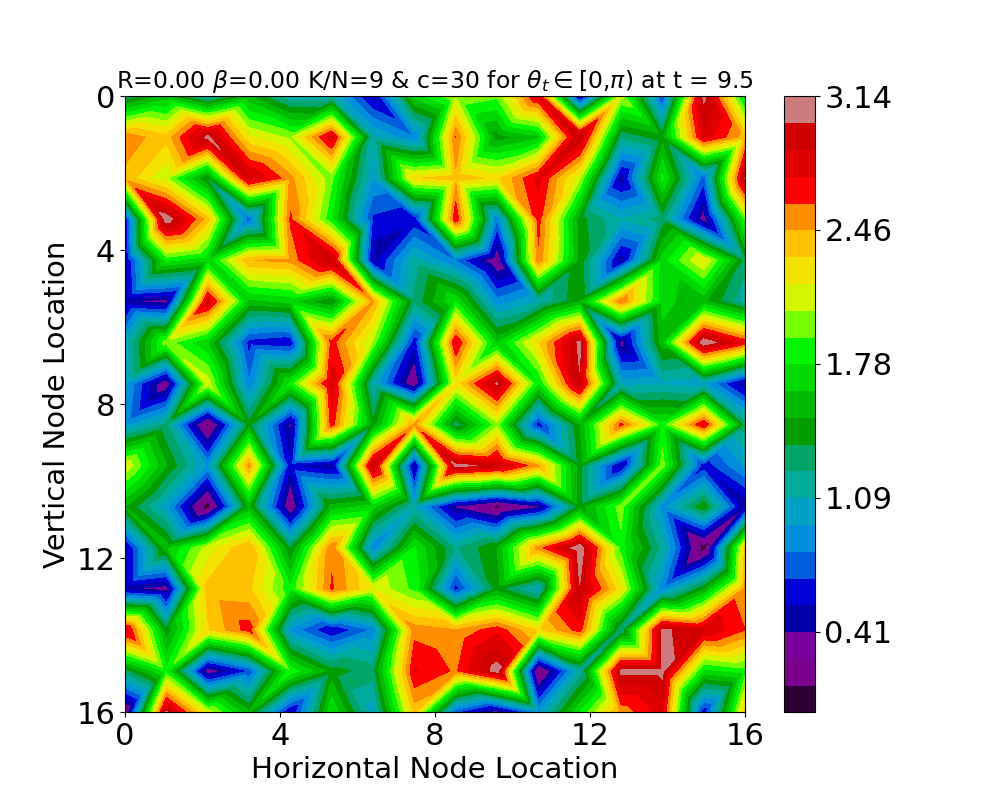 R=0.00 β=0.00 K/N=9 & c=30 for θ_t ∈ [0,π) at t = 9.5
0
4
8
12
16
0 4 8 12 16
Vertical Node Location
Horizontal Node Location
3.14
2.46
1.78
1.09
0.41